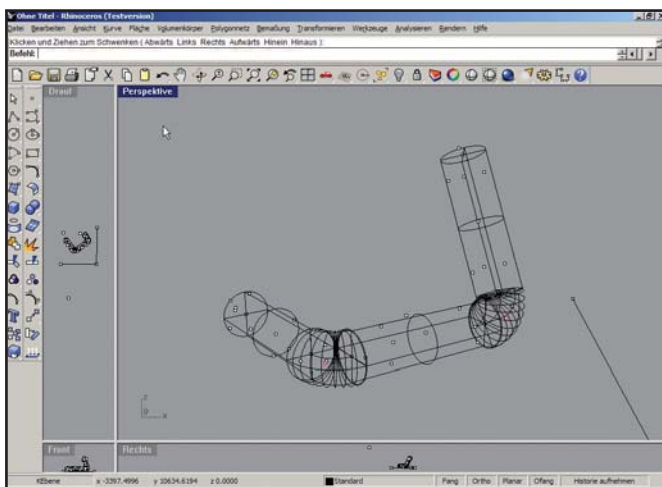 Ohne Titel - Rhinoceros (Testversion)
Datei Bearbeiten Ansicht Kurve Fläche Volumenkörper Polygonnetz Bemaßung Transformieren Werkzeuge Analysieren Rendern Hilfe
Klicken und Ziehen zum Schwenken ( Abwärts Links Rechts Aufwärts Hinein Hinaus ):
Befehl:
Drauf
Perspektive
z
x
Front
Rechts
KEbene x -3397.4996 y 10634.6194 z 0.0000 Standard Fang Ortho Planar Ofang Historie aufnehmen